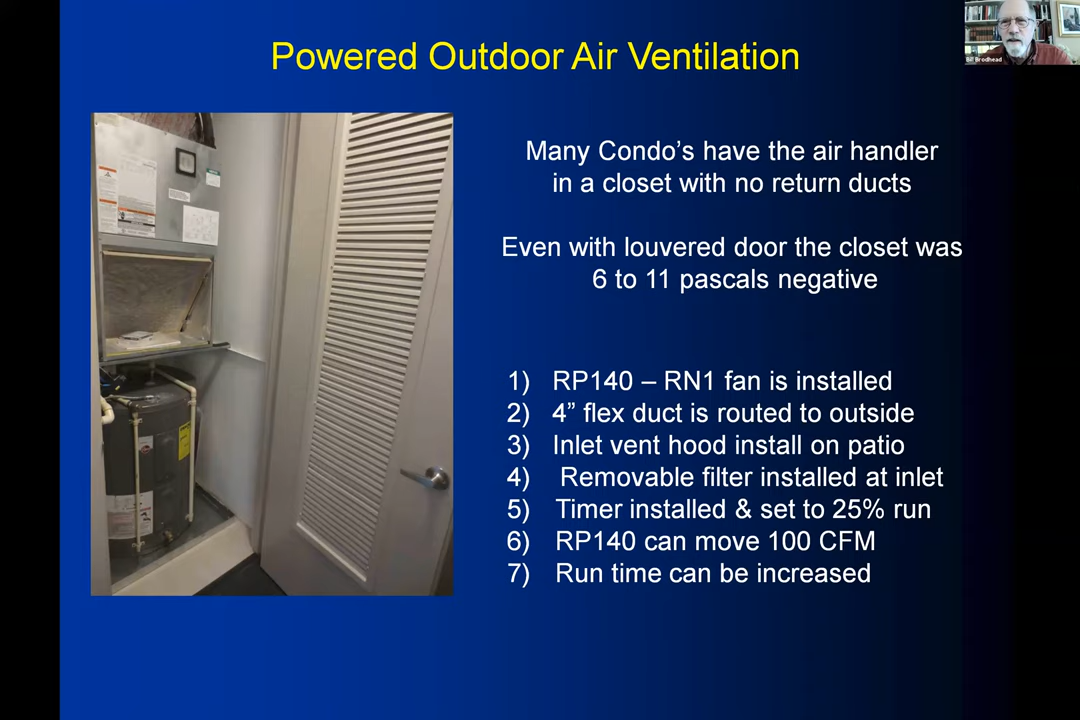 Powered Outdoor Air Ventilation
Bill Brodhead
Many Condo’s have the air handler
in a closet with no return ducts
Even with louvered door the closet was
6 to 11 pascals negative
1) RP140 – RN1 fan is installed
2) 4” flex duct is routed to outside
3) Inlet vent hood install on patio
4) Removable filter installed at inlet
5) Timer installed & set to 25% run
6) RP140 can move 100 CFM
7) Run time can be increased